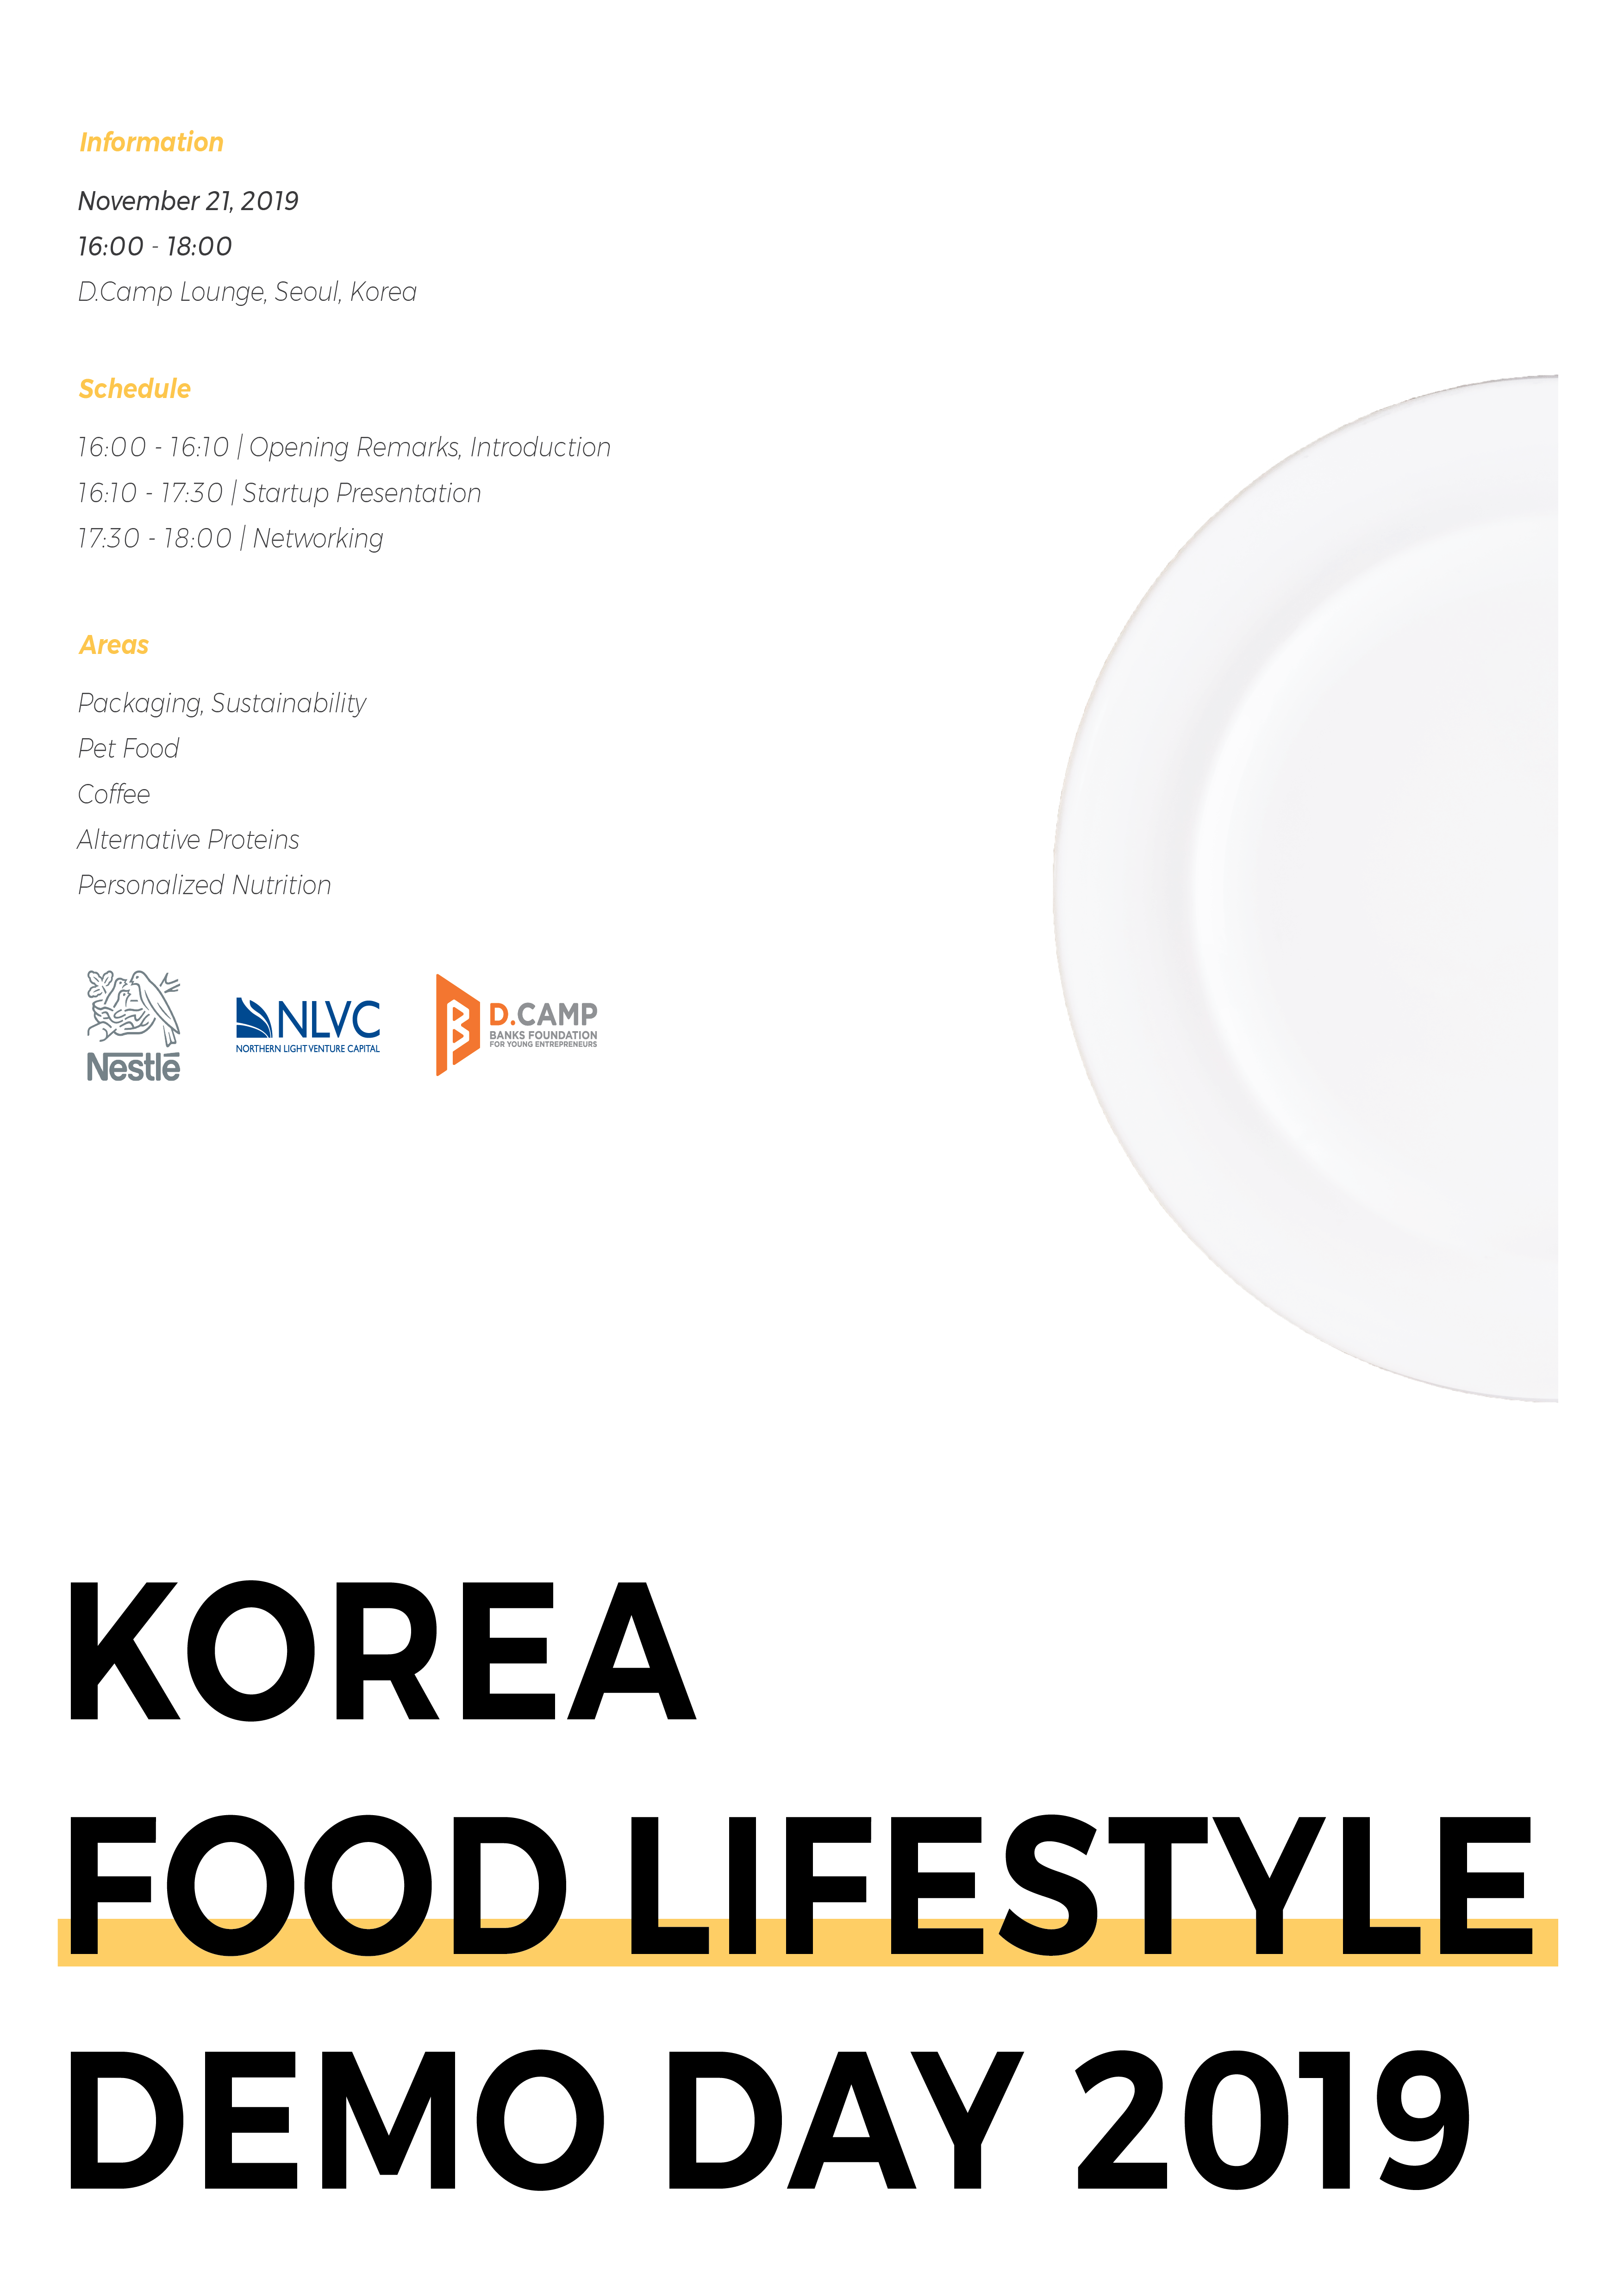 Information
November 21, 2019
16:00 - 18:00
D.Camp Lounge, Seoul, Korea
Schedule
16:00 - 16:10 | Opening Remarks, Introduction
16:10 - 17:30 | Startup Presentation
17:30 - 18:00 | Networking
Areas
Packaging, Sustainability
Pet Food
Coffee
Alternative Proteins
Personalized Nutrition
Nestlé
NLVC
NORTHERN LIGHT VENTURE CAPITAL
D.CAMP
BANKS FOUNDATION
FOR YOUNG ENTREPRENEURS
KOREA
FOOD LIFESTYLE
DEMO DAY 2019